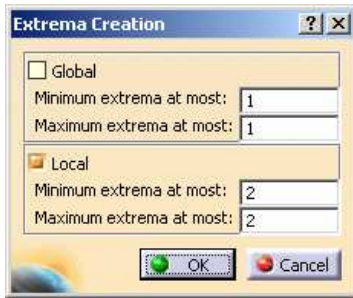 Extrema Creation
Global
Minimum extrema at most: 1
Maximum extrema at most: 1
Local
Minimum extrema at most: 2
Maximum extrema at most: 2
OK Cancel